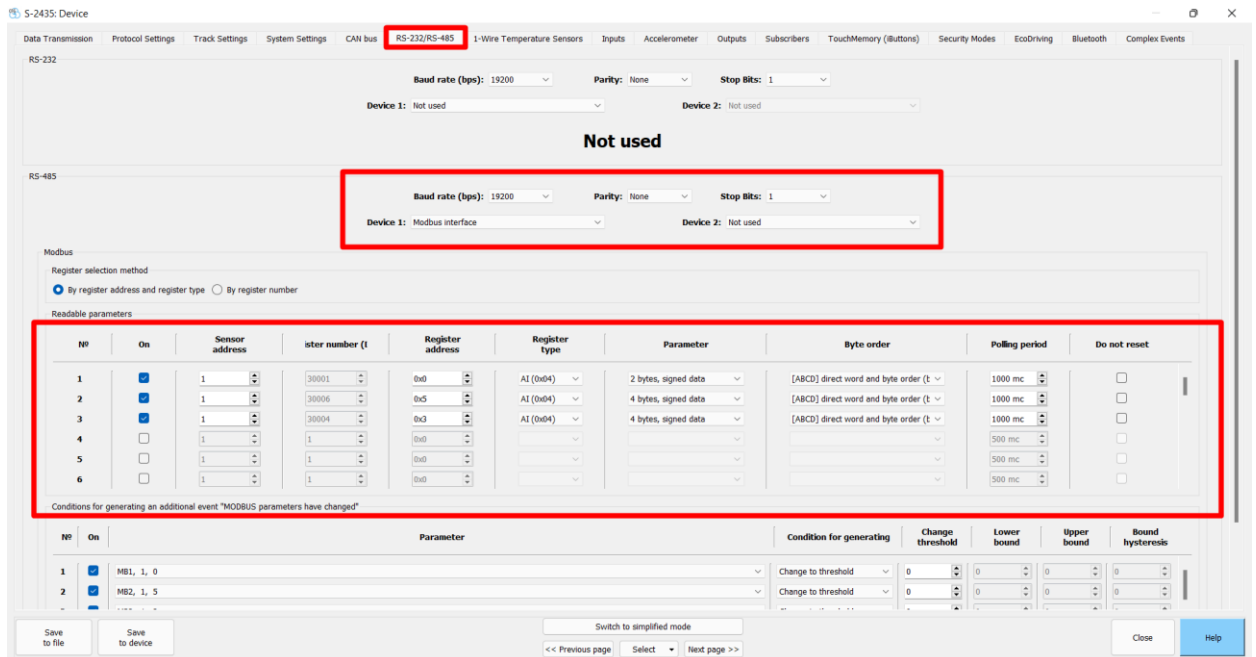 S-2435: Device
Data Transmission Protocol Settings Track Settings System Settings CAN bus RS-232/RS-485 1-Wire Temperature Sensors Inputs Accelerometer Outputs Subscribers TouchMemory (iButtons) Security Modes EcoDriving Bluetooth Complex Events
RS-232
Baud rate (bps): 19200 Parity: None Stop Bits: 1
Device 1: Not used Device 2: Not used
Not used
RS-485
Baud rate (bps): 19200 Parity: None Stop Bits: 1
Device 1: Modbus interface Device 2: Not used
Modbus
Register selection method
By register address and register type By register number
Readable parameters
Nº On Sensor address ister number (I Register address Register type Parameter Byte order Polling period Do not reset
1 1 30001 0x0 AI (0x04) 2 bytes, signed data [ABCD] direct word and byte order (t 1000 mc
2 1 30006 0x5 AI (0x04) 4 bytes, signed data [ABCD] direct word and byte order (t 1000 mc
3 1 30004 0x3 AI (0x04) 4 bytes, signed data [ABCD] direct word and byte order (t 1000 mc
4 1 1 0x0 500 mc
5 1 1 0x0 500 mc
6 1 1 0x0 500 mc
Conditions for generating an additional event "MODBUS parameters have changed"
Nº On Parameter Condition for generating Change threshold Lower bound Upper bound Bound hysteresis
1 MB1, 1, 0 Change to threshold 0 0 0 0
2 MB2, 1, 5 Change to threshold 0 0 0 0
Save to file Save to device Switch to simplified mode Close Help
<< Previous page Select Next page >>